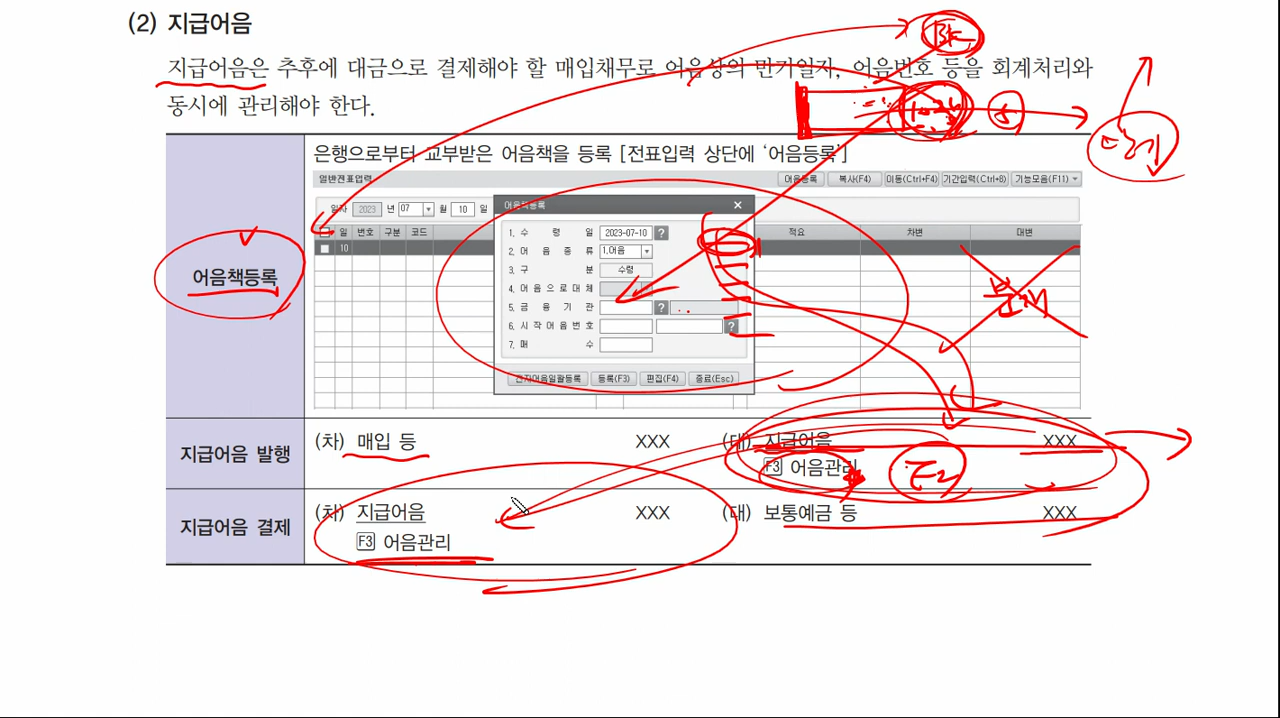 (2) 지급어음
지급어음은 추후에 대금으로 결제해야 할 매입채무로 어음상의 만기일자, 어음번호 등을 회계처리와
동시에 관리해야 한다.
어음책등록
은행으로부터 교부받은 어음책을 등록 [전표입력 상단에 '어음등록']
일반전표입력 어음등록 복사(F4) 이동(Ctrl+F4) 기간입력(Ctrl+8) 기능모음(F11)
일자 2023 년 07 월 10 일
일 번호 구분 코드 적요 차변 대변
10
어음책등록
1. 수 령 일 2023-07-10 ?
2. 어 음 종 류 1.어음
3. 구 분 수령
4. 어 음 으 로 대 체
5. 금 융 기 관 ?
6. 시 작 어 음 번 호 ?
7. 매 수
전자어음일괄등록 등록(F3) 편집(F4) 종료(Esc)
지급어음 발행 (차) 매입 등 XXX (대) 지급어음 XXX
F3 어음관리
지급어음 결제 (차) 지급어음 XXX (대) 보통예금 등 XXX
F3 어음관리